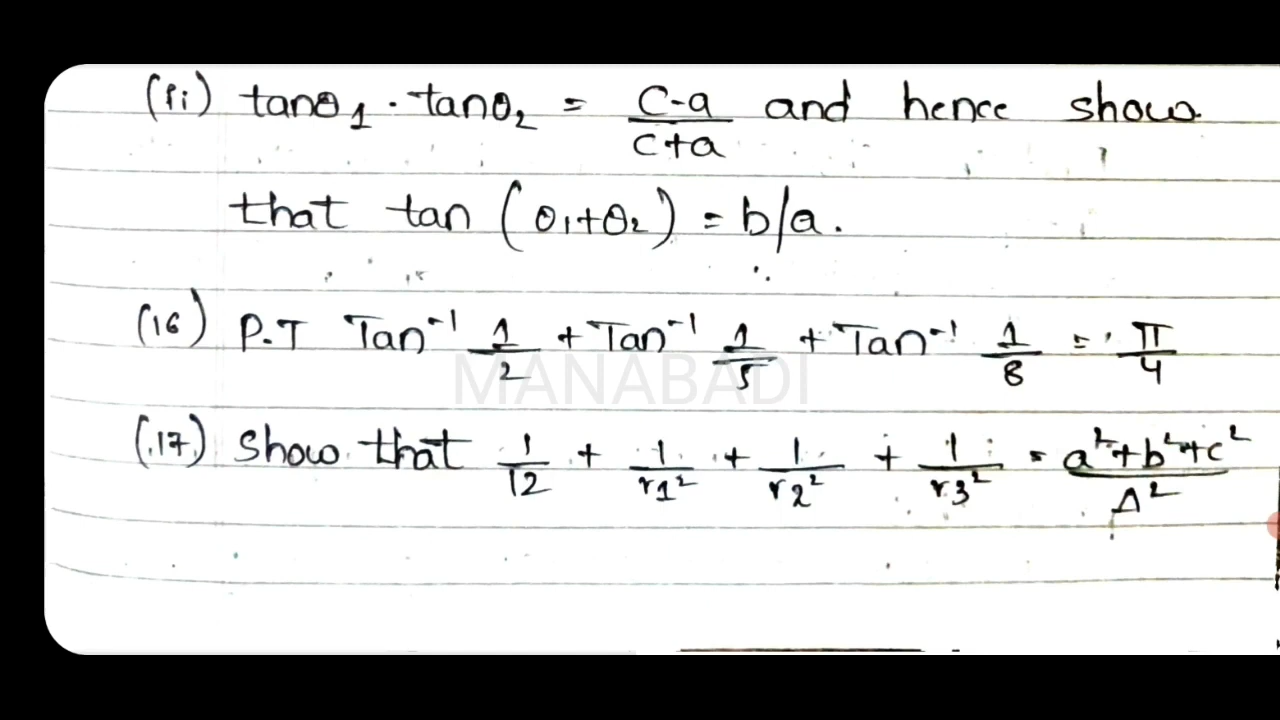 (ii) tanθ1 · tanθ2 = c-a/c+a and hence show
that tan (θ1+θ2) = b/a.
(16) P.T Tan⁻¹ 1/2 + Tan⁻¹ 1/5 + Tan⁻¹ 1/8 = π/4
MANABADI
(17) Show that 1/12 + 1/r1² + 1/r2² + 1/r3² = a²+b²+c²/Δ²